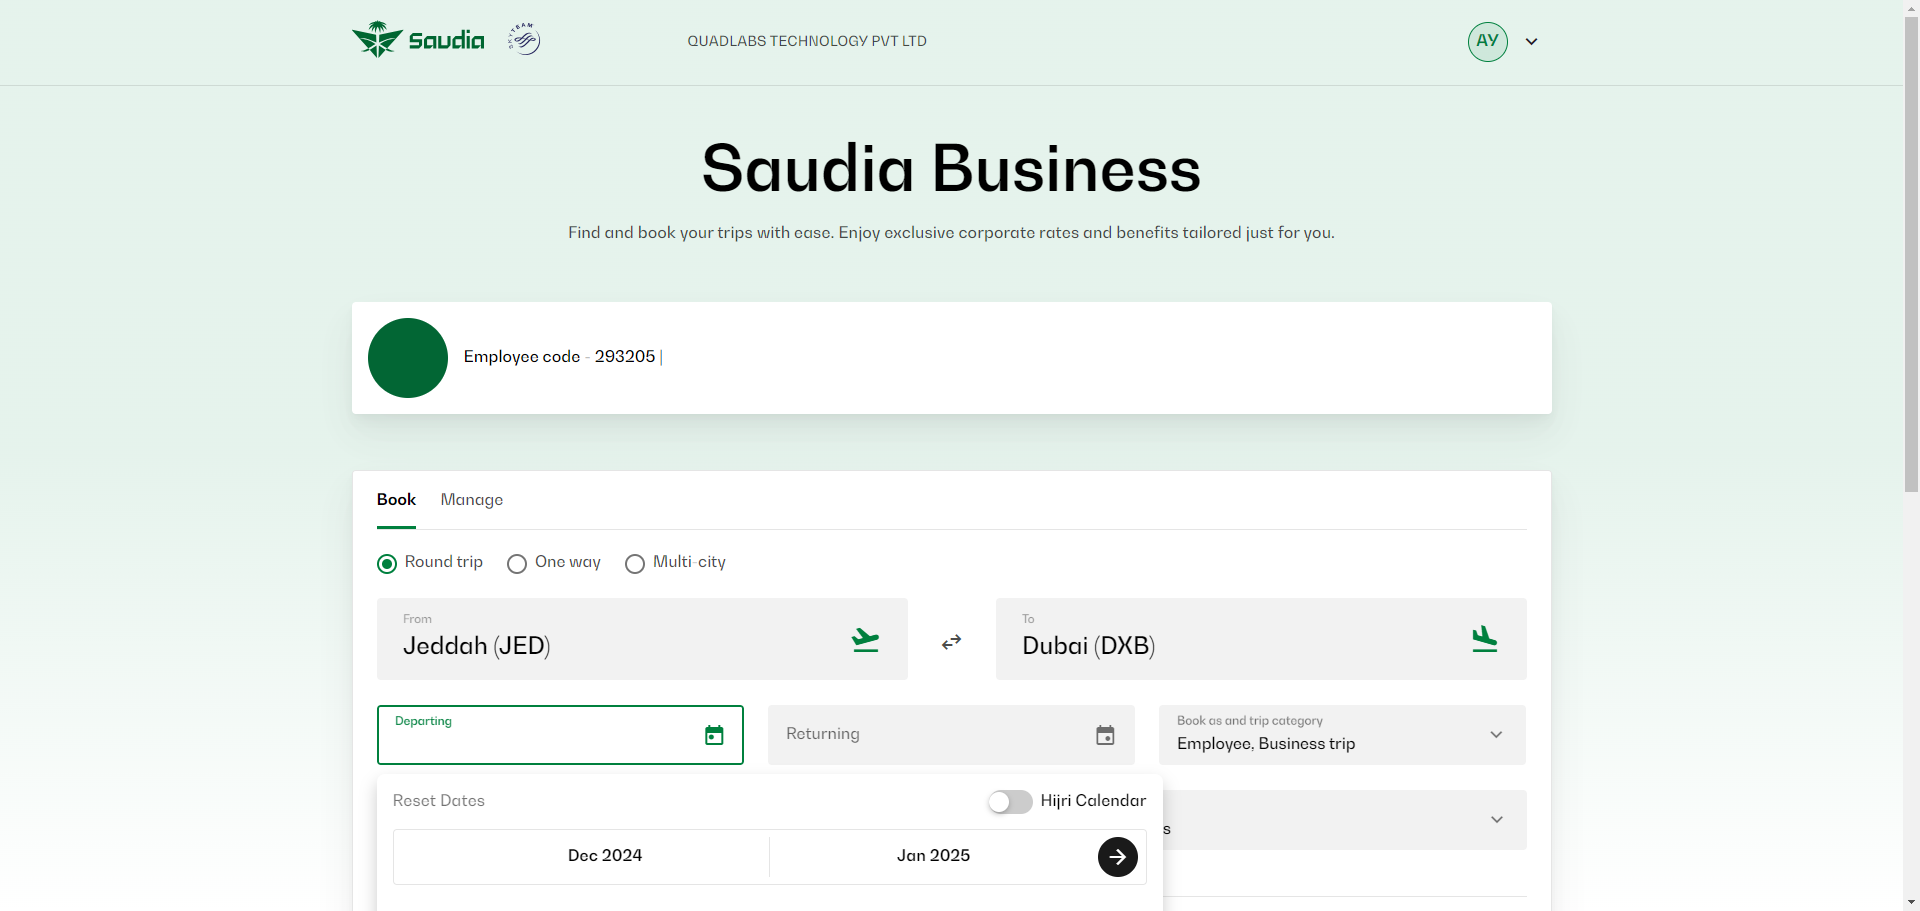 Saudia
SKYTEAM
QUADLABS TECHNOLOGY PVT LTD
AY
Saudia Business
Find and book your trips with ease. Enjoy exclusive corporate rates and benefits tailored just for you.
Employee code - 293205 |
Book
Manage
Round trip
One way
Multi-city
From
Jeddah (JED)
To
Dubai (DXB)
Departing
Returning
Book as and trip category
Employee, Business trip
Reset Dates
Hijri Calendar
s
Dec 2024
Jan 2025